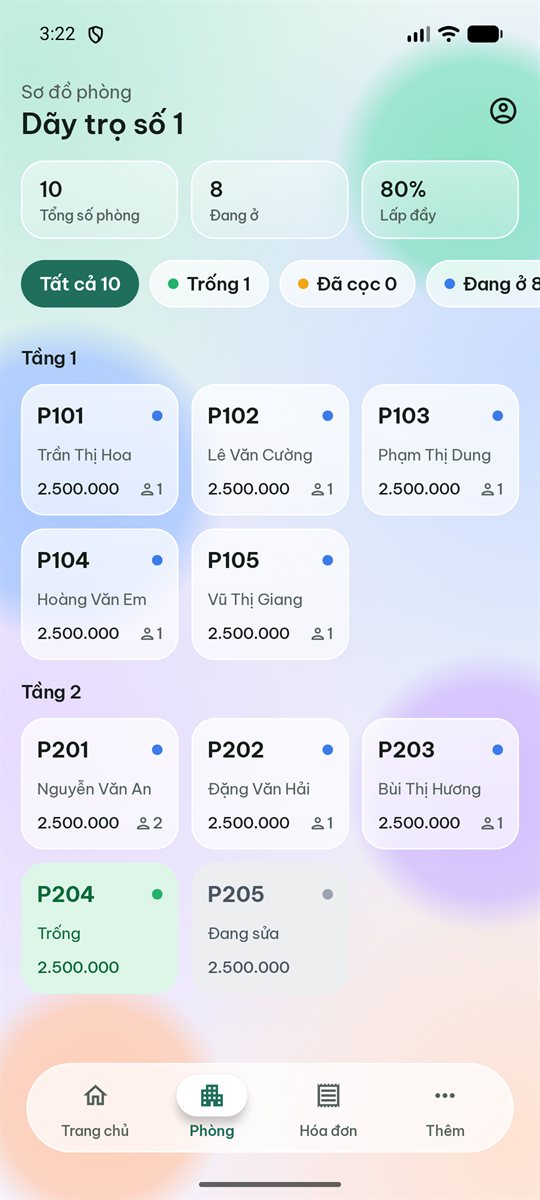 3:22
Sơ đồ phòng
Dãy trọ số 1
10
Tổng số phòng
8
Đang ở
80%
Lấp đầy
Tất cả 10
Trống 1
Đã cọc 0
Đang ở 8
Tầng 1
P101
Trần Thị Hoa
2.500.000 1
P102
Lê Văn Cường
2.500.000 1
P103
Phạm Thị Dung
2.500.000 1
P104
Hoàng Văn Em
2.500.000 1
P105
Vũ Thị Giang
2.500.000 1
Tầng 2
P201
Nguyễn Văn An
2.500.000 2
P202
Đặng Văn Hải
2.500.000 1
P203
Bùi Thị Hương
2.500.000 1
P204
Trống
2.500.000
P205
Đang sửa
2.500.000
Trang chủ
Phòng
Hóa đơn
Thêm